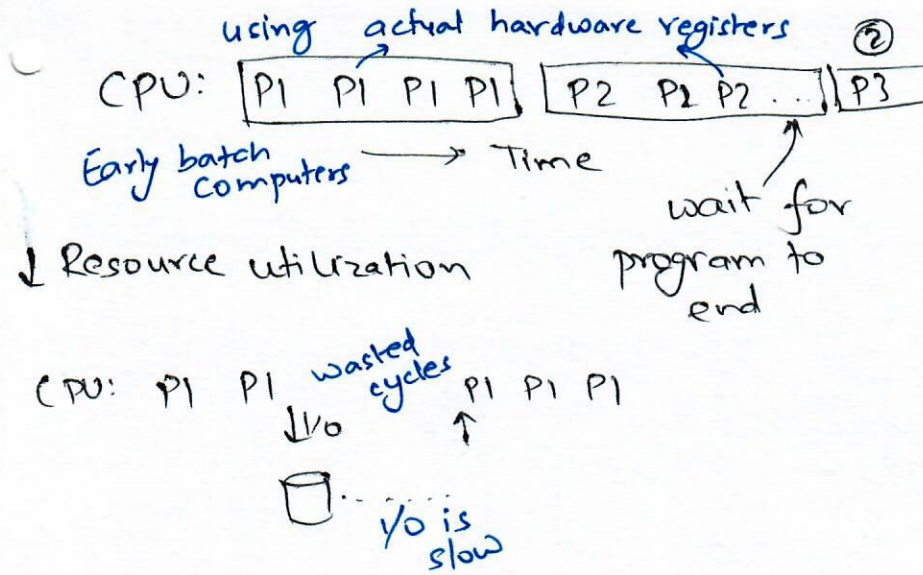 using actual hardware registers
②
CPU: P1 P1 P1 P1 P2 P2 P2 ... P3
Early batch computers → Time
wait for program to end
↓ Resource utilization
CPU: P1 P1 wasted cycles P1 P1 P1
↓I/O ↑
I/O is slow